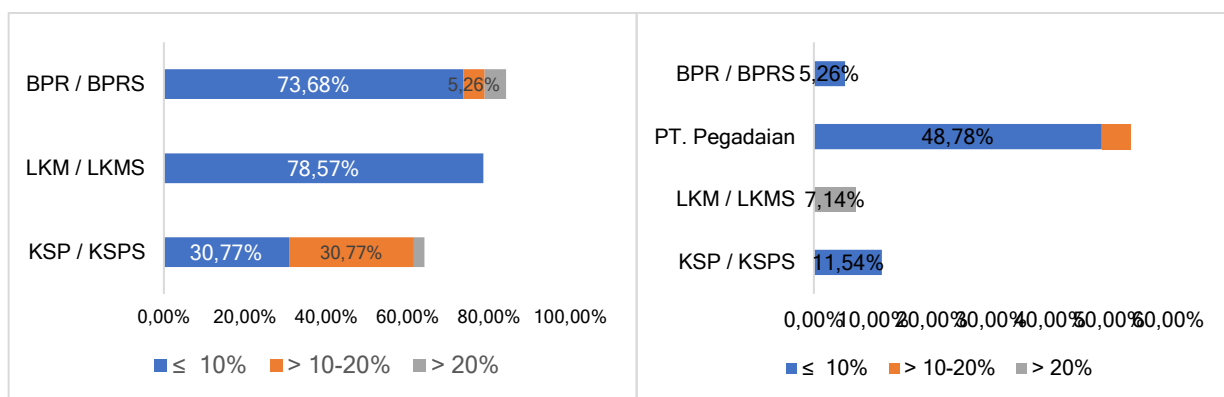 BPR / BPRS
73,68%
5,26%
LKM / LKMS
78,57%
KSP / KSPS
30,77%
30,77%
0,00% 20,00% 40,00% 60,00% 80,00% 100,00%
≤ 10% > 10-20% > 20%
BPR / BPRS
5,26%
PT. Pegadaian
48,78%
LKM / LKMS
7,14%
KSP / KSPS
11,54%
0,00% 10,00% 20,00% 30,00% 40,00% 50,00% 60,00%
≤ 10% > 10-20% > 20%